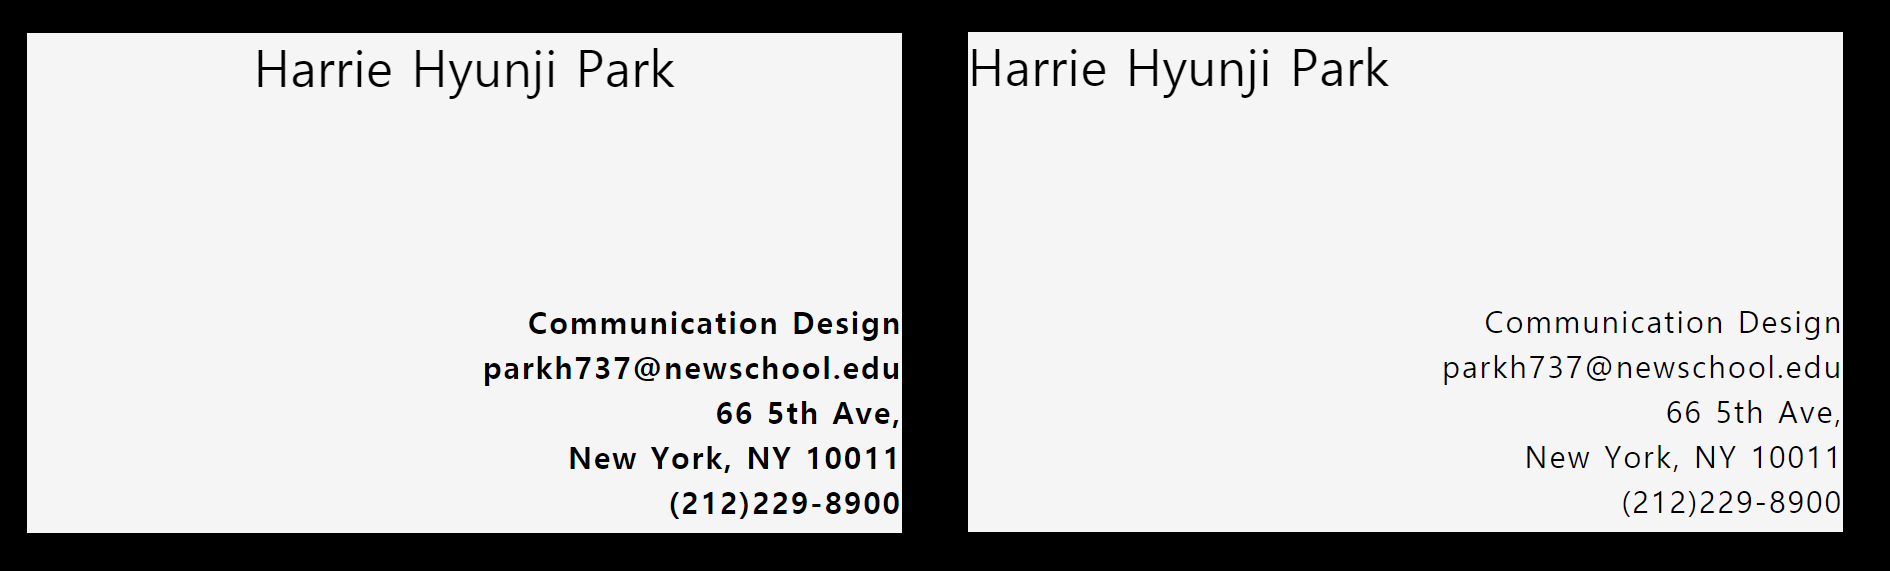 Harrie Hyunji Park
Communication Design
parkh737@newschool.edu
66 5th Ave,
New York, NY 10011
(212)229-8900
Harrie Hyunji Park
Communication Design
parkh737@newschool.edu
66 5th Ave,
New York, NY 10011
(212)229-8900